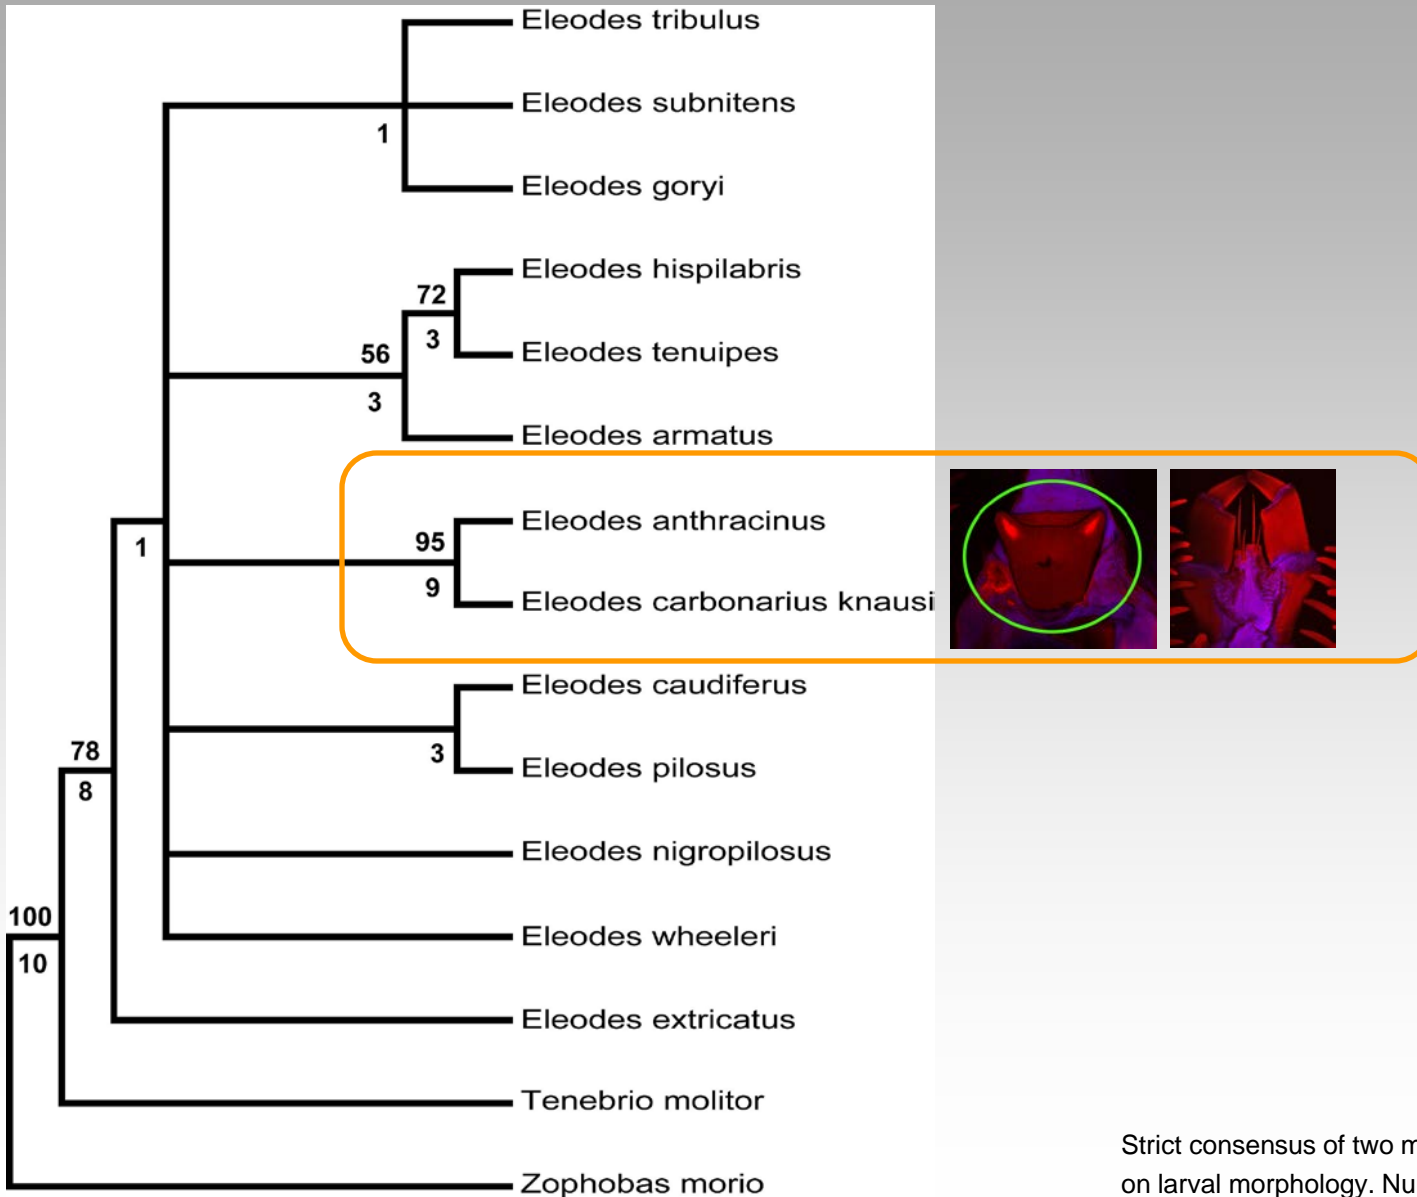 Eleodes tribulus
Eleodes subnitens
1
Eleodes goryi
Eleodes hispilabris
72
3
Eleodes tenuipes
56
3
Eleodes armatus
Eleodes anthracinus
95
1
9
Eleodes carbonarius knausi
Eleodes caudiferus
3
Eleodes pilosus
78
8
Eleodes nigropilosus
100
Eleodes wheeleri
10
Eleodes extricatus
Tenebrio molitor
Zophobas morio
Strict consensus of two
on larval morphology.